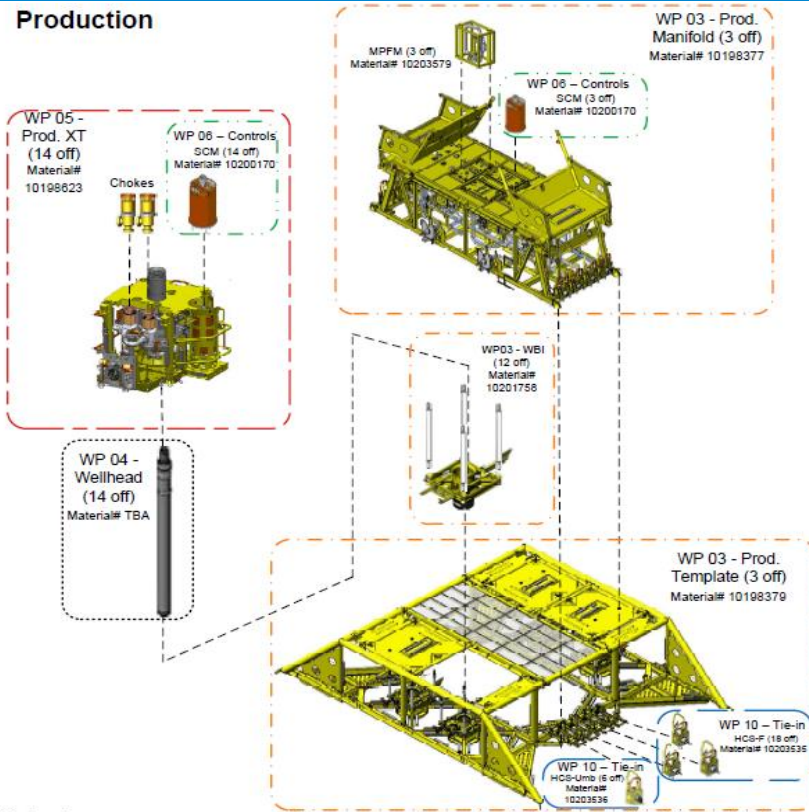 Production
WP 03 - Prod.
Manifold (3 off)
Material# 10198377
MPFM (3 off)
Material# 10203579
WP 06 – Controls
SCM (3 off)
Material# 10200170
WP 05 -
Prod. XT
(14 off)
Material#
10198623
WP 06 – Controls
SCM (14 off)
Material# 10200170
Chokes
WP03 - WBI
(12 off)
Material#
10201758
WP 04 -
Wellhead
(14 off)
Material# TBA
WP 03 - Prod.
Template (3 off)
Material# 10198379
WP 10 – Tie-in
HCS-F (18 off)
Material# 10203535
WP 10 – Tie-in
HCS-Umb (6 off)
Material#
10203536